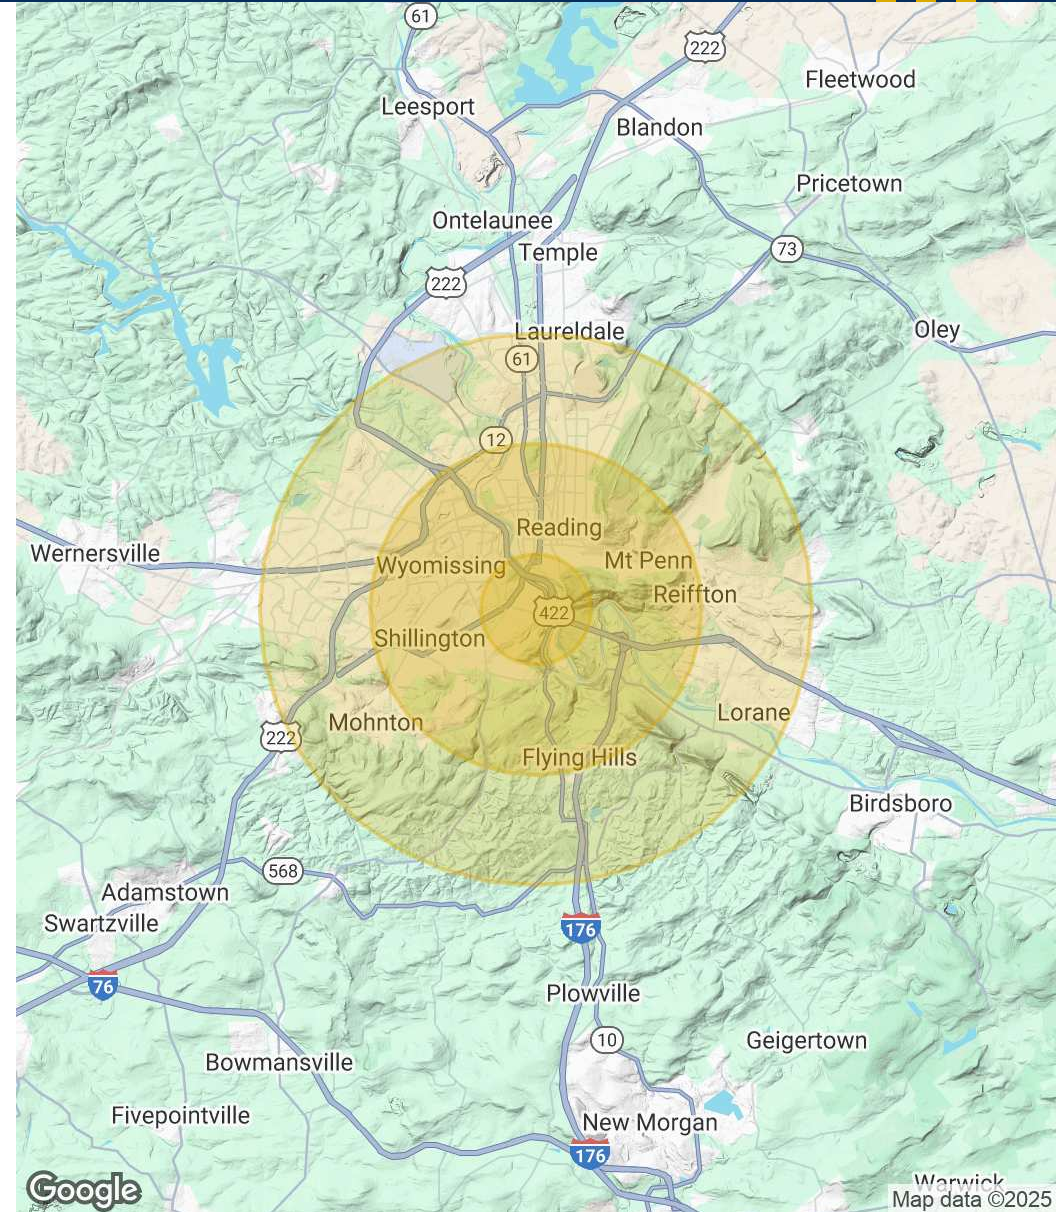 61
222
Fleetwood
Leesport
Blandon
Pricetown
Ontelaunee
73
Temple
222
Laureldale
Oley
61
12
Reading
Wernersville
Wyomissing
Mt Penn
Reiffton
422
Shillington
Lorane
Mohnton
222
Flying Hills
Birdsboro
568
Adamstown
Swartzville
176
76
Plowville
10
Geigertown
Bowmansville
Fivepointville
New Morgan
176
Warwick
Google
Map data ©2025